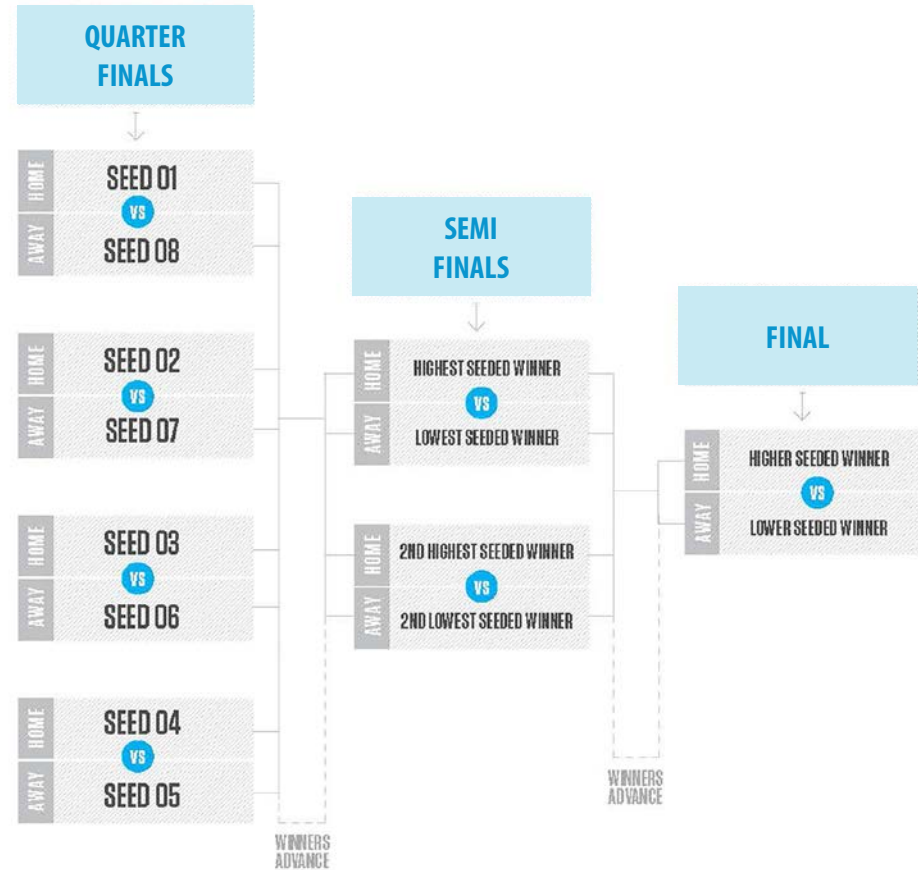 QUARTER
FINALS
HOME
SEED 01
VS
AWAY
SEED 08
HOME
SEED 02
VS
AWAY
SEED 07
HOME
SEED 03
VS
AWAY
SEED 06
HOME
SEED 04
VS
AWAY
SEED 05
WINNERS
ADVANCE
SEMI
FINALS
HOME
HIGHEST SEEDED WINNER
VS
AWAY
LOWEST SEEDED WINNER
HOME
2ND HIGHEST SEEDED WINNER
VS
AWAY
2ND LOWEST SEEDED WINNER
WINNERS
ADVANCE
FINAL
HOME
HIGHER SEEDED WINNER
VS
AWAY
LOWER SEEDED WINNER